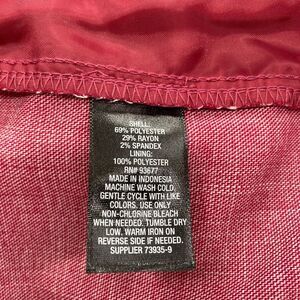 SHELL:
69% POLYESTER
29% RAYON
2% SPANDEX
LINING:
100% POLYESTER
RN# 93677
MADE IN INDONESIA
MACHINE WASH COLD,
GENTLE CYCLE WITH LIKE
COLORS. USE ONLY
NON-CHLORINE BLEACH
WHEN NEEDED. TUMBLE DRY
LOW. WARM IRON ON
REVERSE SIDE IF NEEDED.
SUPPLIER 73935-9